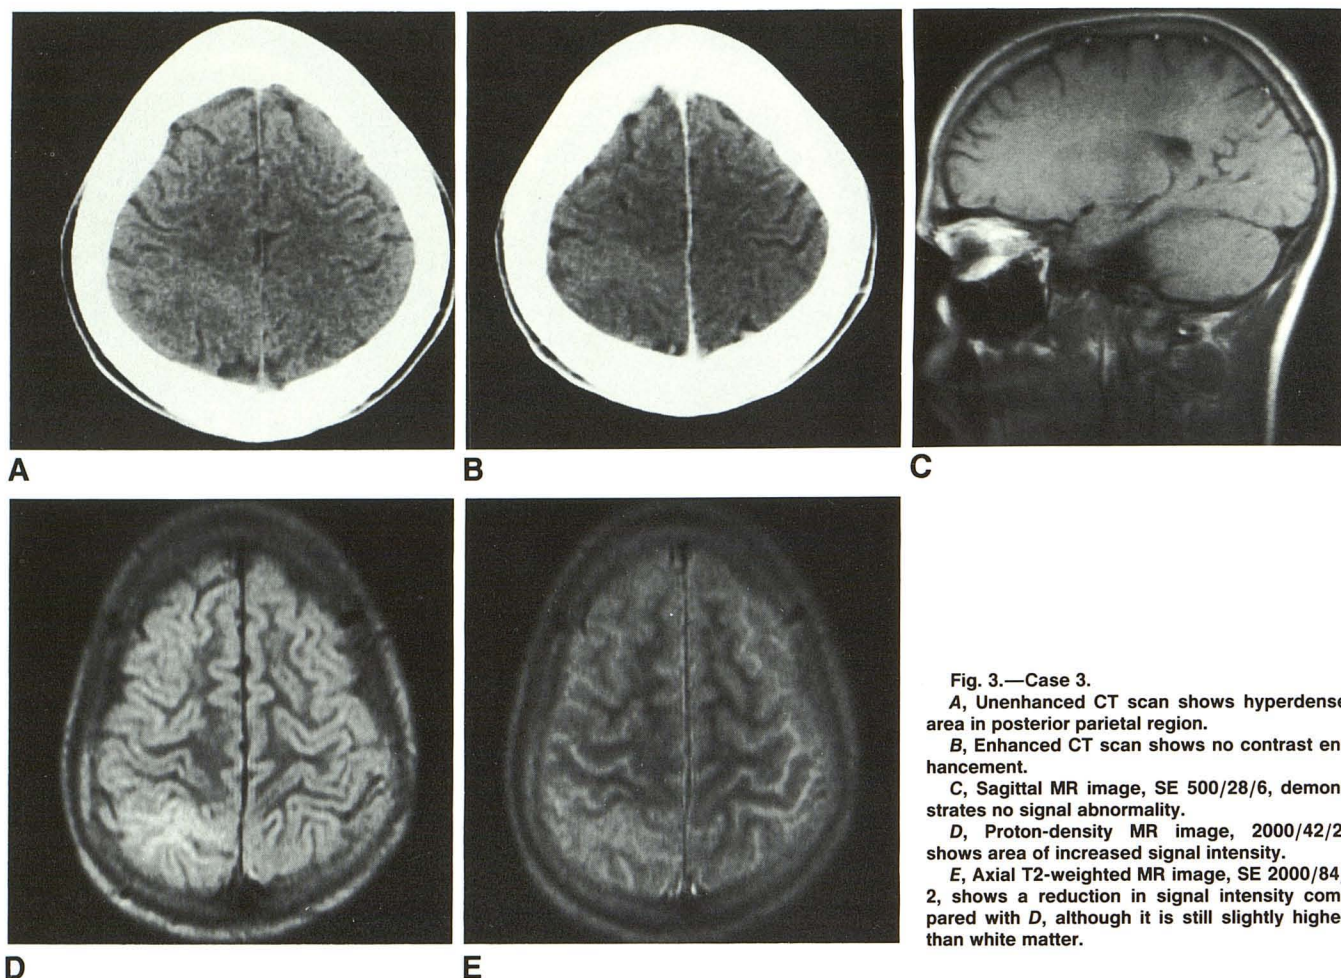 A
B
C
D
E
Fig. 3.—Case 3.
A, Unenhanced CT scan shows hyperdense
area in posterior parietal region.
B, Enhanced CT scan shows no contrast en-
hancement.
C, Sagittal MR image, SE 500/28/6, demon-
strates no signal abnormality.
D, Proton-density MR image, 2000/42/2
shows area of increased signal intensity.
E, Axial T2-weighted MR image, SE 2000/84
2, shows a reduction in signal intensity com-
pared with D, although it is still slightly highe
than white matter.